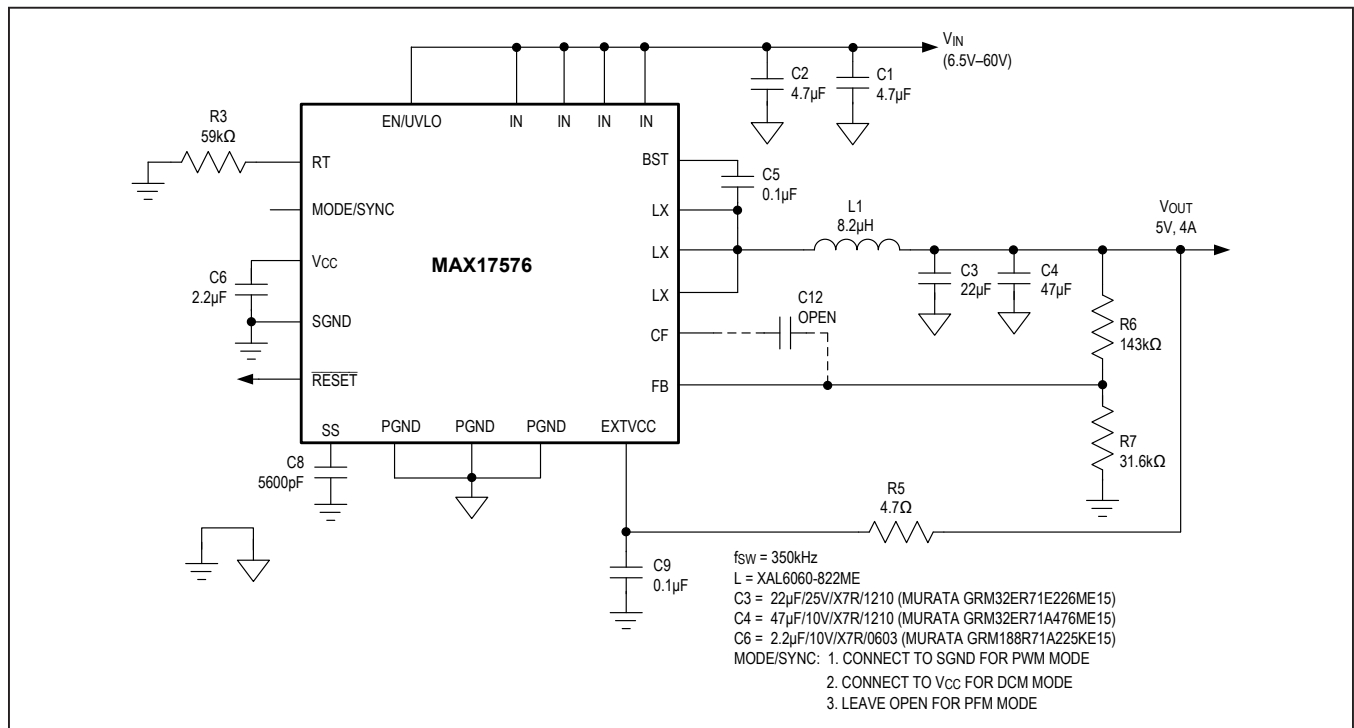 VIN
(6.5V–60V)
C2
4.7µF
C1
4.7µF
R3
59kΩ
EN/UVLO
IN
IN
IN
IN
RT
BST
C5
0.1µF
MODE/SYNC
LX
L1
8.2µH
VOUT
5V, 4A
VCC
MAX17576
LX
C6
2.2µF
LX
C3
22µF
C4
47µF
C12
OPEN
SGND
CF
R6
143kΩ
RESET
FB
SS
PGND
PGND
PGND
EXTVCC
R7
31.6kΩ
C8
5600pF
R5
4.7Ω
C9
0.1µF
fSW = 350kHz
L = XAL6060-822ME
C3 = 22µF/25V/X7R/1210 (MURATA GRM32ER71E226ME15)
C4 = 47µF/10V/X7R/1210 (MURATA GRM32ER71A476ME15)
C6 = 2.2µF/10V/X7R/0603 (MURATA GRM188R71A225KE15)
MODE/SYNC: 1. CONNECT TO SGND FOR PWM MODE
2. CONNECT TO VCC FOR DCM MODE
3. LEAVE OPEN FOR PFM MODE